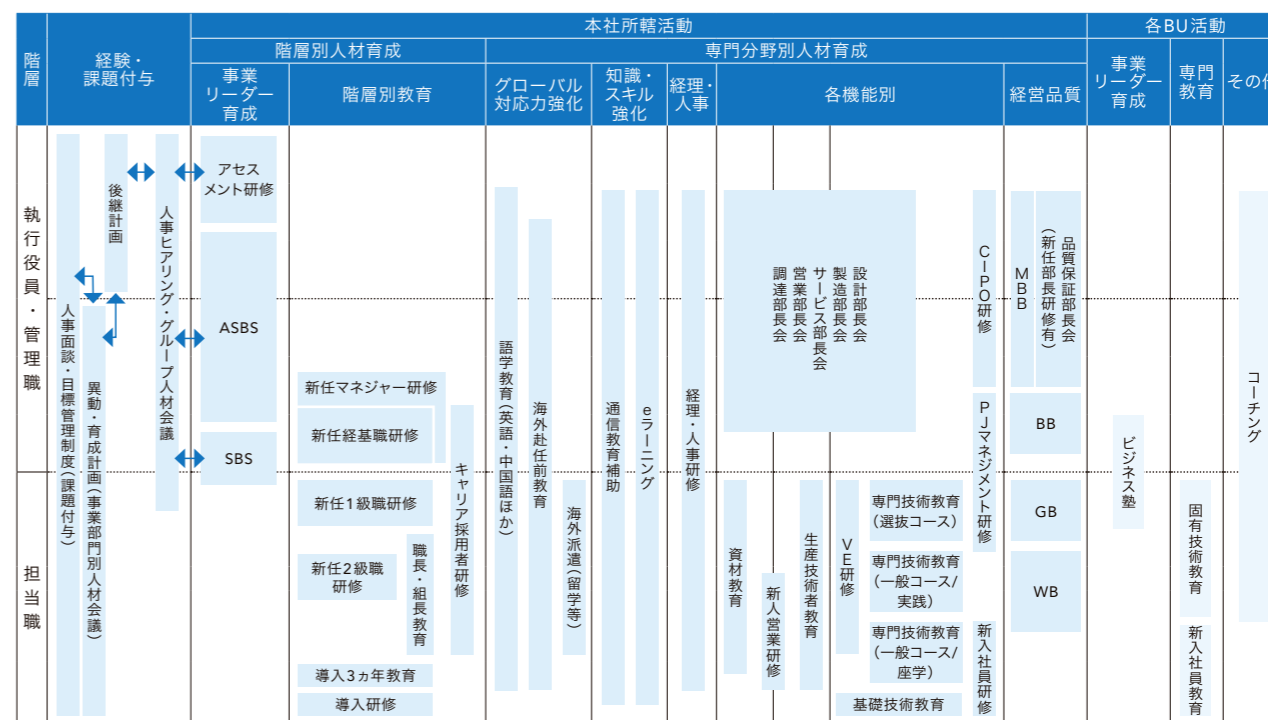 階層
経験・
課題付与
本社所轄活動
各BU活動
階層別人材育成
専門分野別人材育成
事業
リーダー
育成
階層別教育
グローバル
対応力強化
知識・
スキル
強化
経理・
人事
各機能別
経営品質
事業
リーダー
育成
専門
教育
その他
執行役員・管理職
担当職
人事面談・目標管理制度(課題付与)
異動・育成計画(事業部門別人材会議)
後継計画
人事ヒアリング・グループ人材会議
アセス
メント研修
ASBS
SBS
新任マネジャー研修
新任経基職研修
新任1級職研修
新任2級職
研修
職長・組長教育
キャリア採用者研修
導入3ヵ年教育
導入研修
語学教育(英語・中国語ほか)
海外赴任前教育
海外派遣(留学等)
通信教育補助
eラーニング
経理・人事研修
設計部長会
製造部長会
サービス部長会
営業部長会
調達部長会
資材教育
新人営業研修
生産技術者教育
VE研修
専門技術教育
(選抜コース)
専門技術教育
(一般コース/
実践)
専門技術教育
(一般コース/
座学)
基礎技術教育
CIPO研修
PJマネジメント研修
新入社員研修
MBB
品質保証部長会
(新任部長研修有)
BB
GB
WB
ビジネス塾
固有技術教育
新入社員教育
コーチング